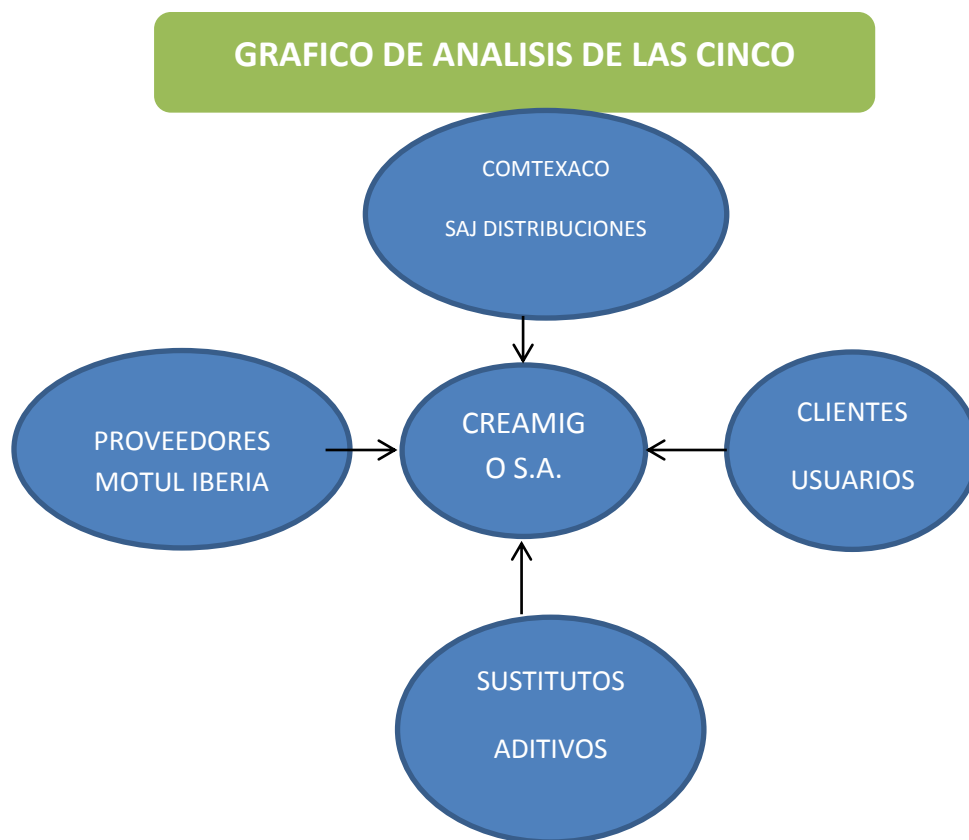 GRAFICO DE ANALISIS DE LAS CINCO
COMTEXACO
SAJ DISTRIBUCIONES
PROVEEDORES
MOTUL IBERIA
CREAMIG
O S.A.
CLIENTES
USUARIOS
SUSTITUTOS
ADITIVOS